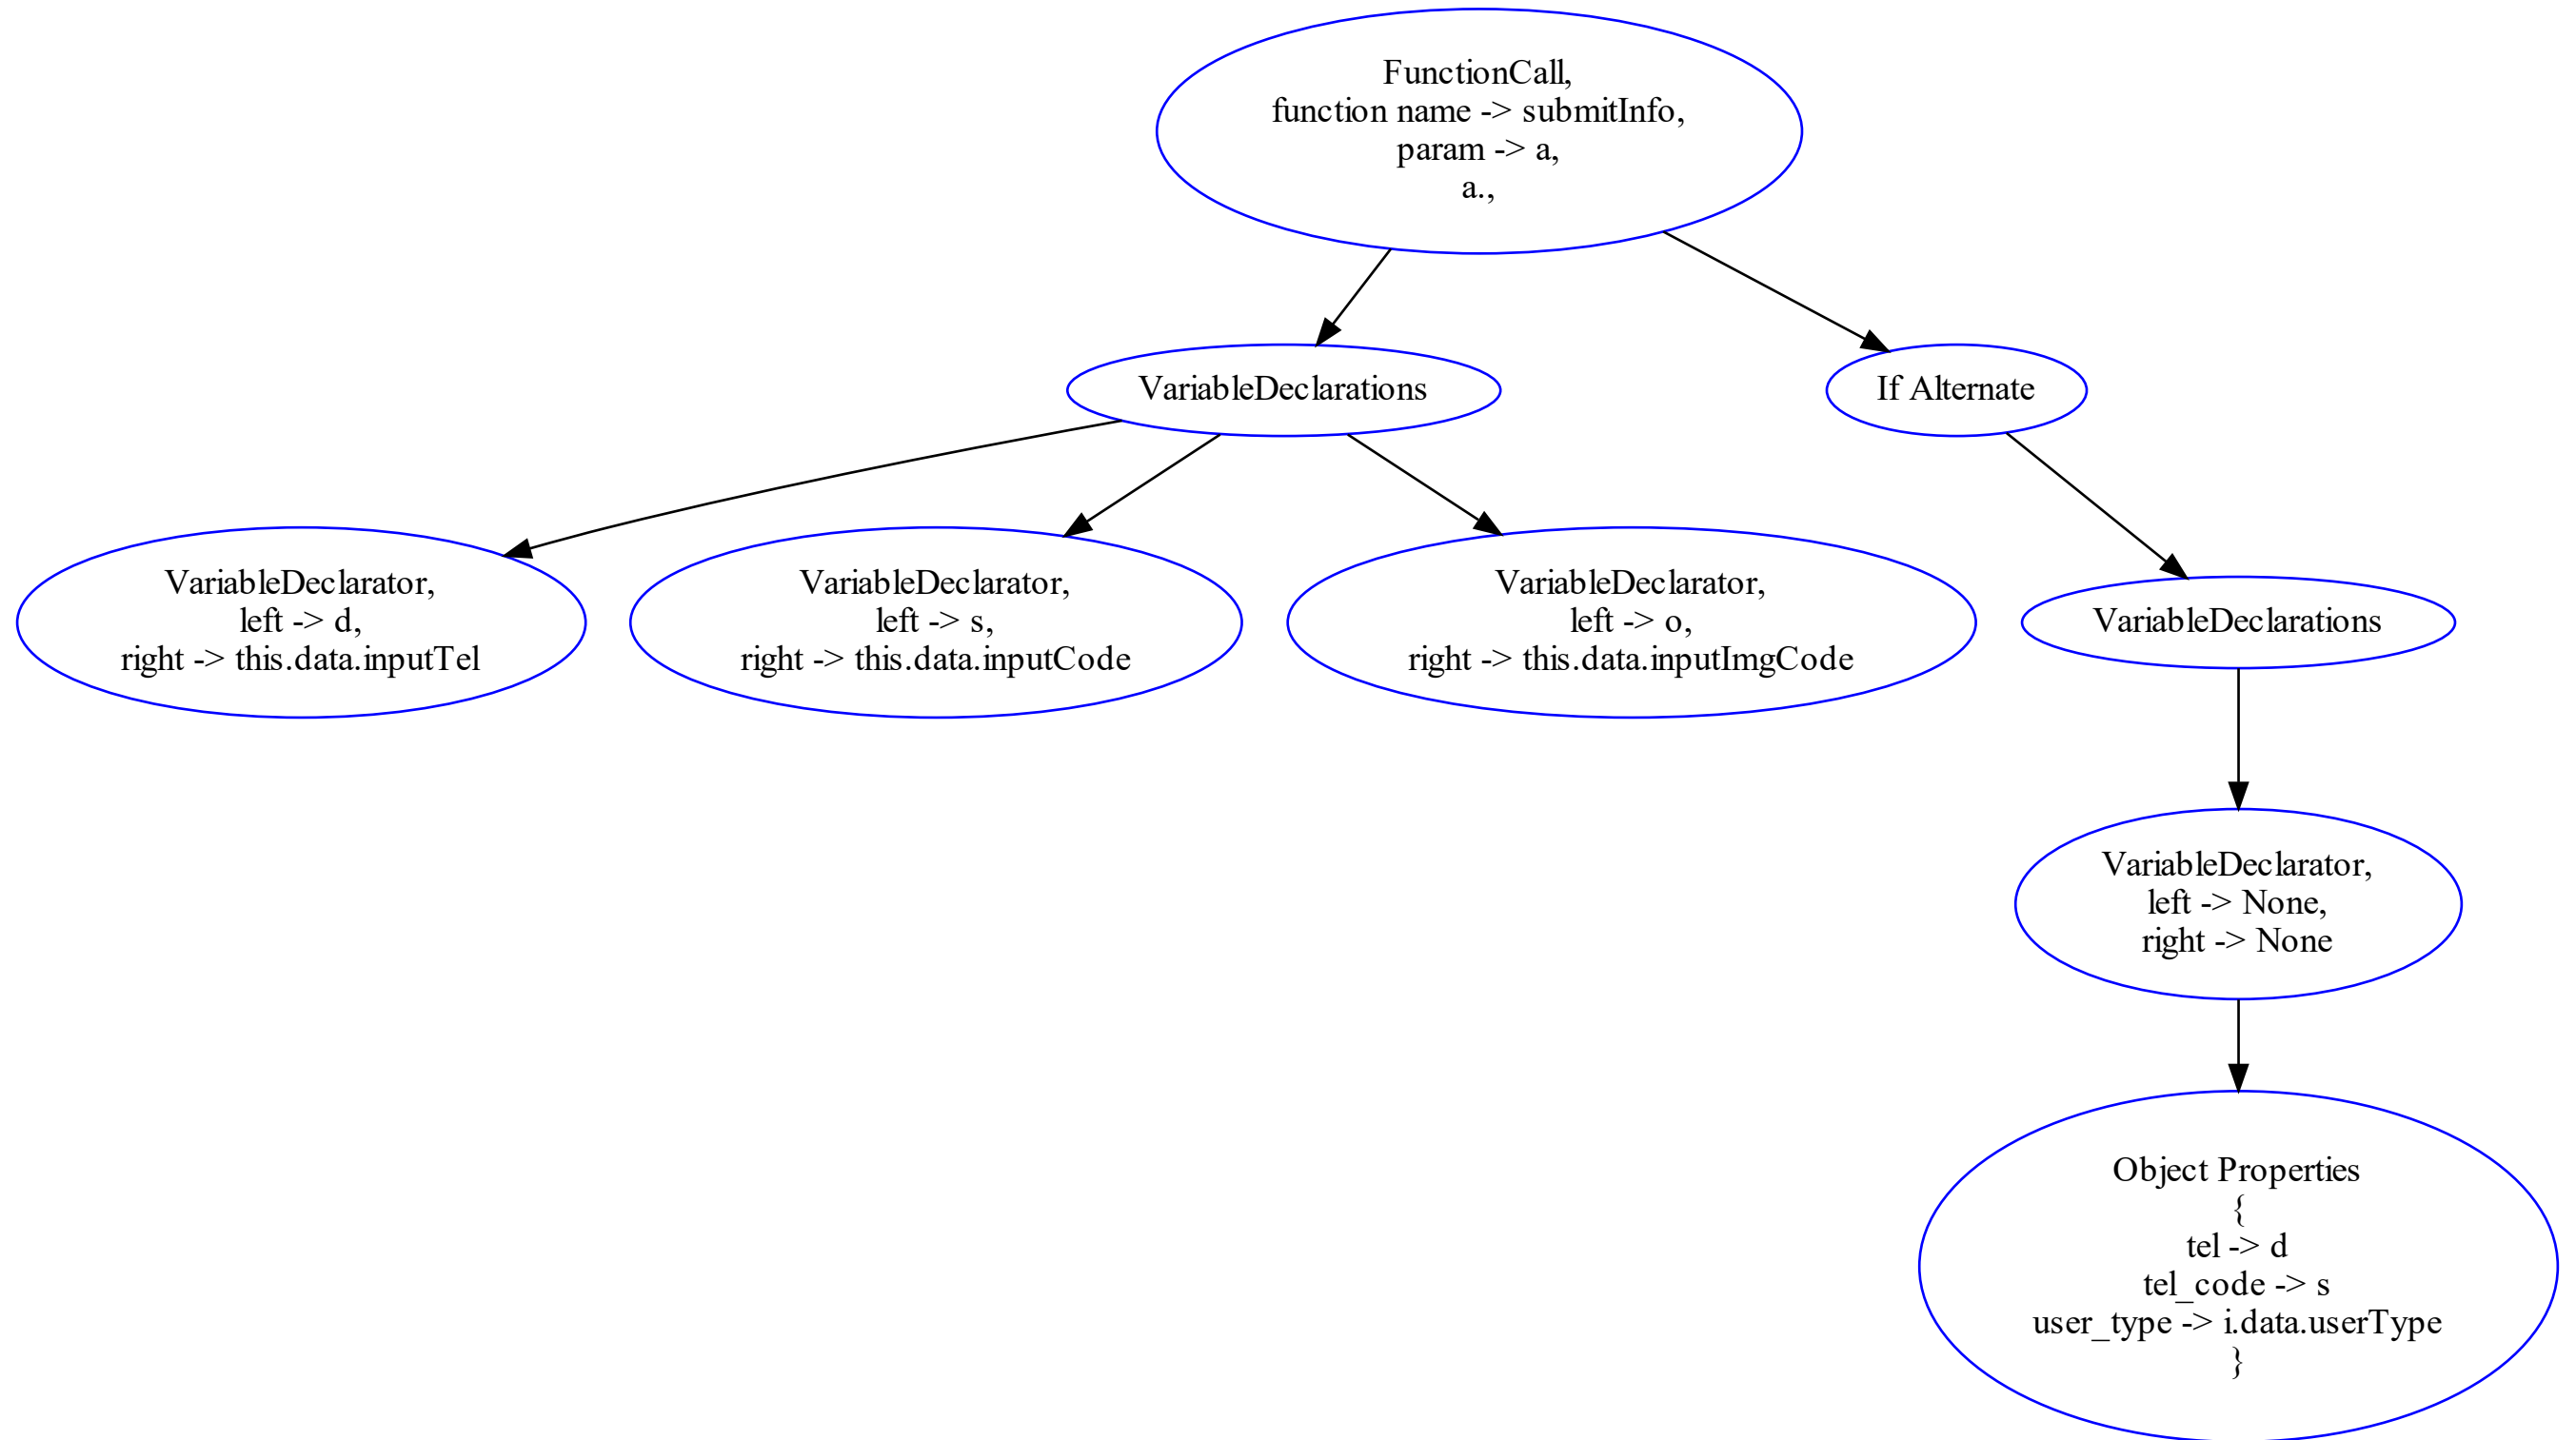 FunctionCall,
function name -> submitInfo,
param -> a,
a.,
VariableDeclarations
If Alternate
VariableDeclarator,
left -> d,
right -> this.data.inputTel
VariableDeclarator,
left -> s,
right -> this.data.inputCode
VariableDeclarator,
left -> o,
right -> this.data.inputImgCode
VariableDeclarations
VariableDeclarator,
left -> None,
right -> None
Object Properties
{
tel -> d
tel_code -> s
user_type -> i.data.userType
}